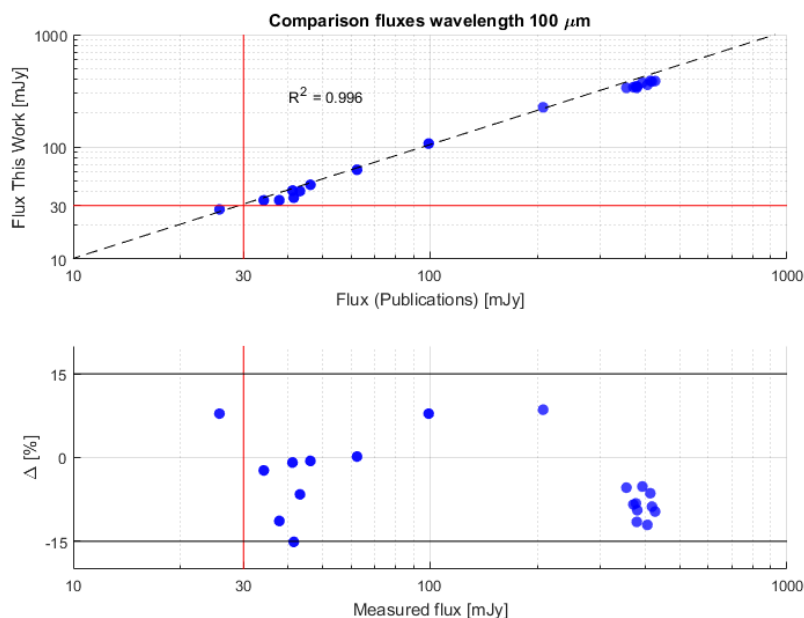 Comparison fluxes wavelength 100 μm
1000
100
30
10
Flux This Work [mJy]
R² = 0.996
10 30 100 1000
Flux (Publications) [mJy]
15
0
-15
Δ [%]
10 30 100 1000
Measured flux [mJy]